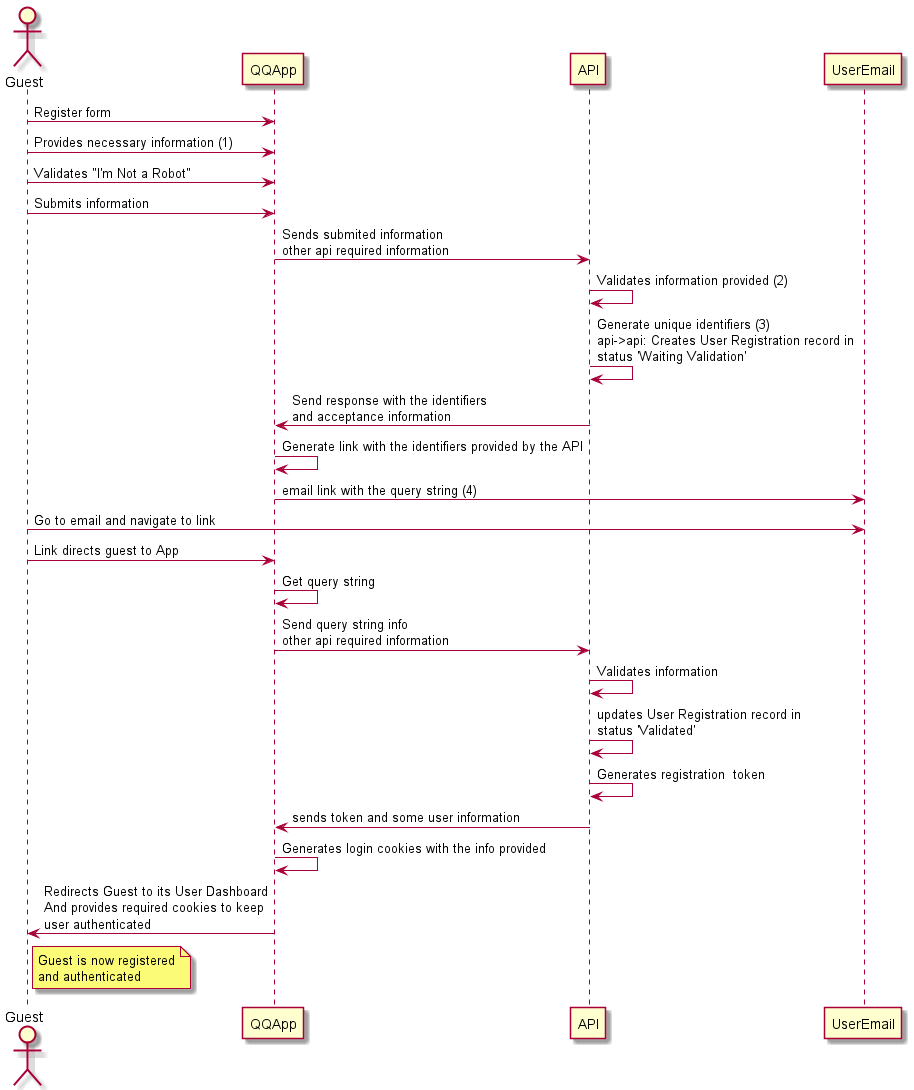 Guest
QQApp
API
UserEmail
Register form
Provides necessary information (1)
Validates "I'm Not a Robot"
Submits information
Sends submited information
other api required information
Validates information provided (2)
Generate unique identifiers (3)
api->api: Creates User Registration record in
status 'Waiting Validation'
Send response with the identifiers
and acceptance information
Generate link with the identifiers provided by the API
email link with the query string (4)
Go to email and navigate to link
Link directs guest to App
Get query string
Send query string info
other api required information
Validates information
updates User Registration record in
status 'Validated'
Generates registration  token
sends token and some user information
Generates login cookies with the info provided
Redirects Guest to its User Dashboard
And provides required cookies to keep
user authenticated
Guest is now registered
and authenticated
Guest
QQApp
API
UserEmail